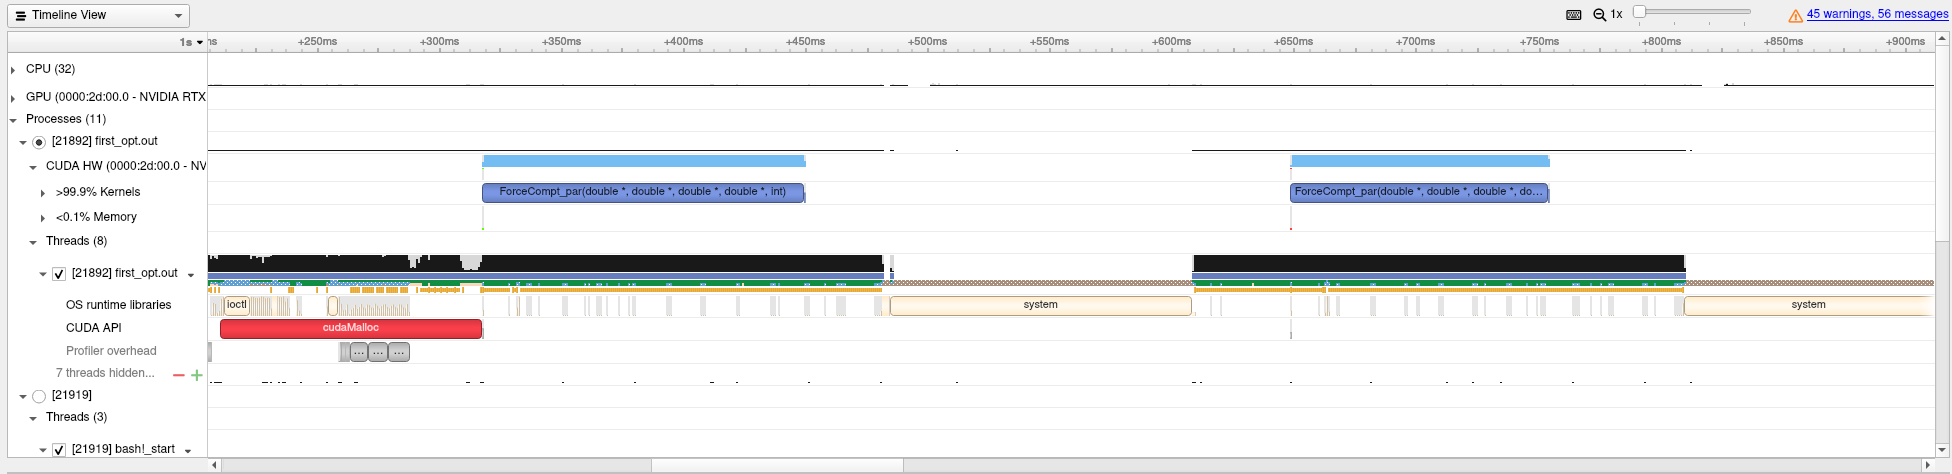 Timeline View
1x
45 warnings, 56 messages
1s
ns +250ms +300ms +350ms +400ms +450ms +500ms +550ms +600ms +650ms +700ms +750ms +800ms +850ms +900ms
CPU (32)
GPU (0000:2d:00.0 - NVIDIA RTX
Processes (11)
[21892] first_opt.out
CUDA HW (0000:2d:00.0 - NV
>99.9% Kernels
ForceCompt_par(double *, double *, double *, double *, int)
ForceCompt_par(double *, double *, double *, do...
<0.1% Memory
Threads (8)
[21892] first_opt.out
OS runtime libraries
ioctl
system
system
CUDA API
cudaMalloc
Profiler overhead
... ... ...
7 threads hidden...
[21919]
Threads (3)
[21919] bash!_start